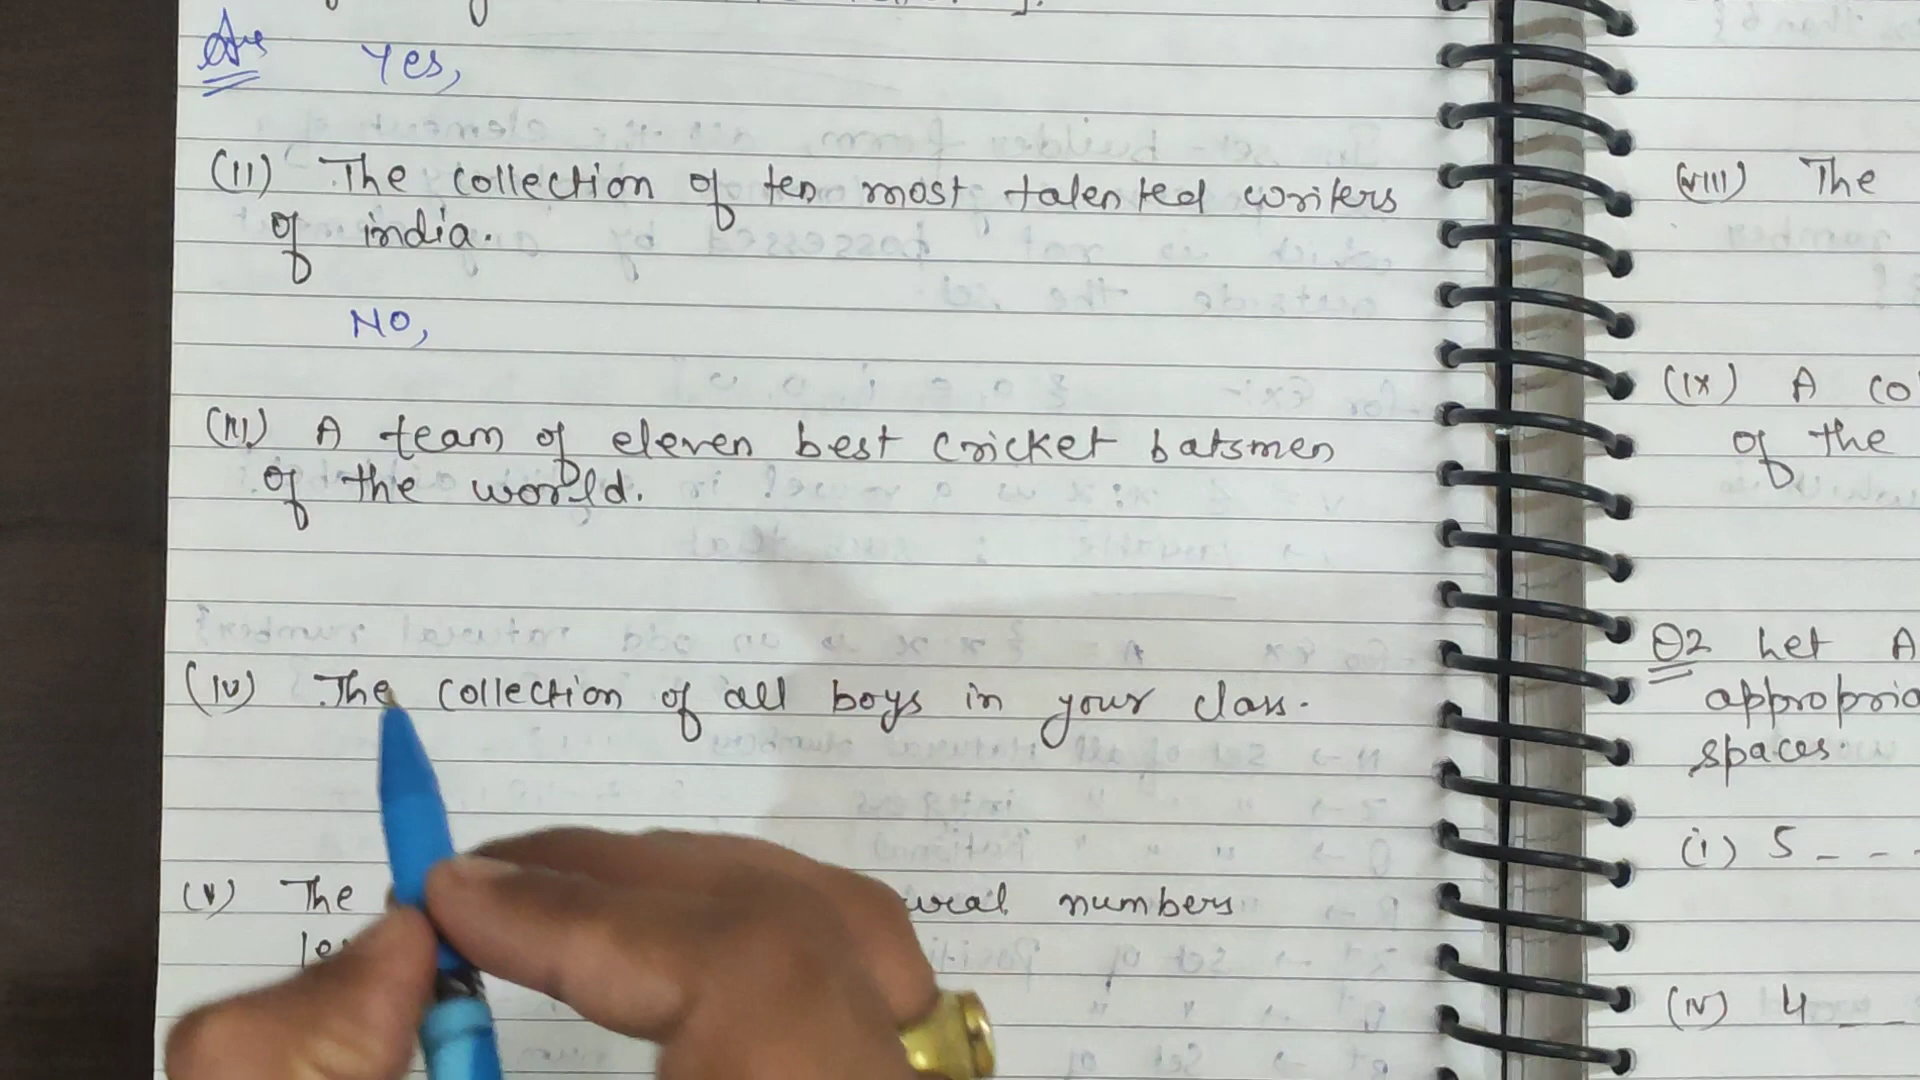 Ans Yes,
(II) The collection of ten most talented writers
of india.
NO,
(III) A team of eleven best cricket batsmen
of the world.
(IV) The collection of all boys in your class.
(V) The numbers
(VIII) The
(IX) A
of the
Q2 Let A
spaces.
(i) 5 _ _ -
(IV) 4 _ _